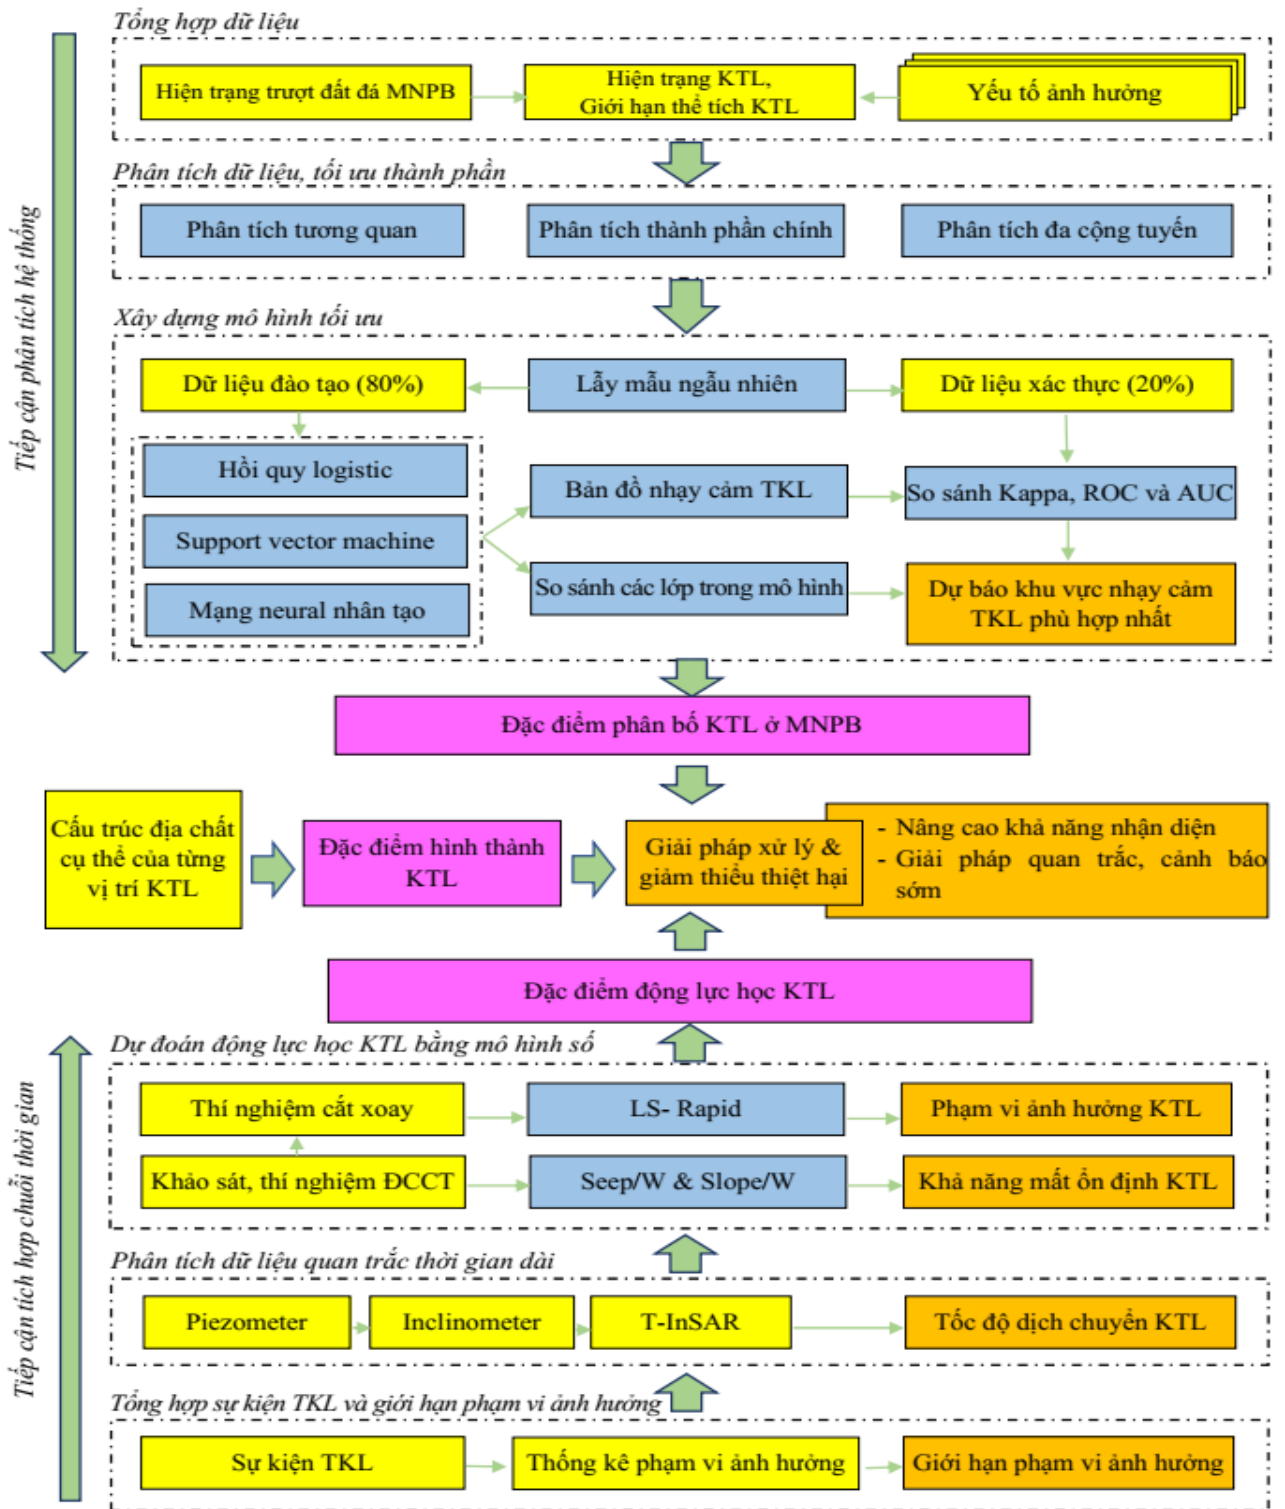 Tổng hợp dữ liệu
Hiện trạng trượt đất đá MNPB
Hiện trạng KTL,
Giới hạn thể tích KTL
Yếu tố ảnh hưởng
Phân tích dữ liệu, tối ưu thành phần
Phân tích tương quan
Phân tích thành phần chính
Phân tích đa cộng tuyến
Tiếp cận phân tích hệ thống
Xây dựng mô hình tối ưu
Dữ liệu đào tạo (80%)
Lẫy mẫu ngẫu nhiên
Dữ liệu xác thực (20%)
Hồi quy logistic
Support vector machine
Mạng neural nhân tạo
Bản đồ nhạy cảm TKL
So sánh Kappa, ROC và AUC
So sánh các lớp trong mô hình
Dự báo khu vực nhạy cảm
TKL phù hợp nhất
Đặc điểm phân bố KTL ở MNPB
Cấu trúc địa chất
cụ thể của từng
vị trí KTL
Đặc điểm hình thành
KTL
Giải pháp xử lý &
giảm thiểu thiệt hại
- Nâng cao khả năng nhận diện
- Giải pháp quan trắc, cảnh báo
sớm
Đặc điểm động lực học KTL
Tiếp cận tích hợp chuỗi thời gian
Dự đoán động lực học KTL bằng mô hình số
Thí nghiệm cắt xoay
LS- Rapid
Phạm vi ảnh hưởng KTL
Khảo sát, thí nghiệm ĐCCT
Seep/W & Slope/W
Khả năng mất ổn định KTL
Phân tích dữ liệu quan trắc thời gian dài
Piezometer
Inclinometer
T-InSAR
Tốc độ dịch chuyển KTL
Tổng hợp sự kiện TKL và giới hạn phạm vi ảnh hưởng
Sự kiện TKL
Thống kê phạm vi ảnh hưởng
Giới hạn phạm vi ảnh hưởng